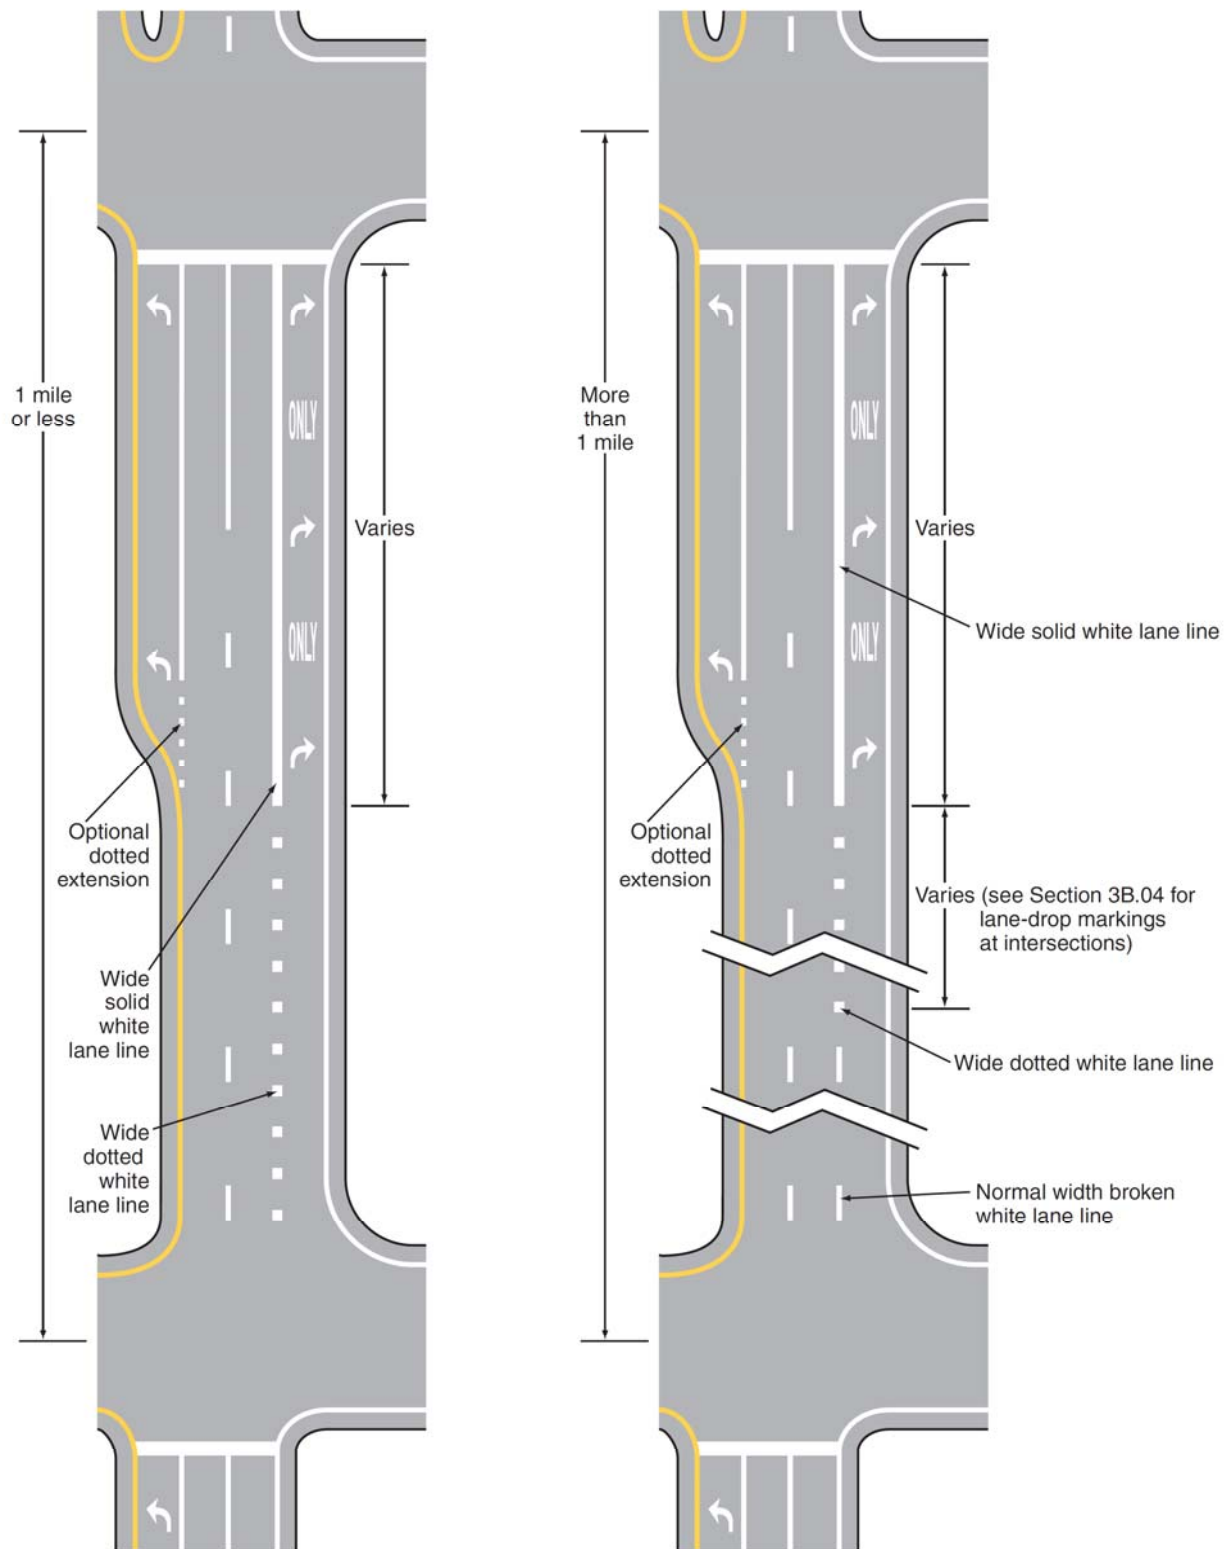 1 mile
or less
ONLY
Varies
ONLY
Optional
dotted
extension
Wide
solid
white
lane line
Wide
dotted
white
lane line
More
than
1 mile
ONLY
Varies
Wide solid white lane line
ONLY
Optional
dotted
extension
Varies (see Section 3B.04 for
lane-drop markings
at intersections)
Wide dotted white lane line
Normal width broken
white lane line